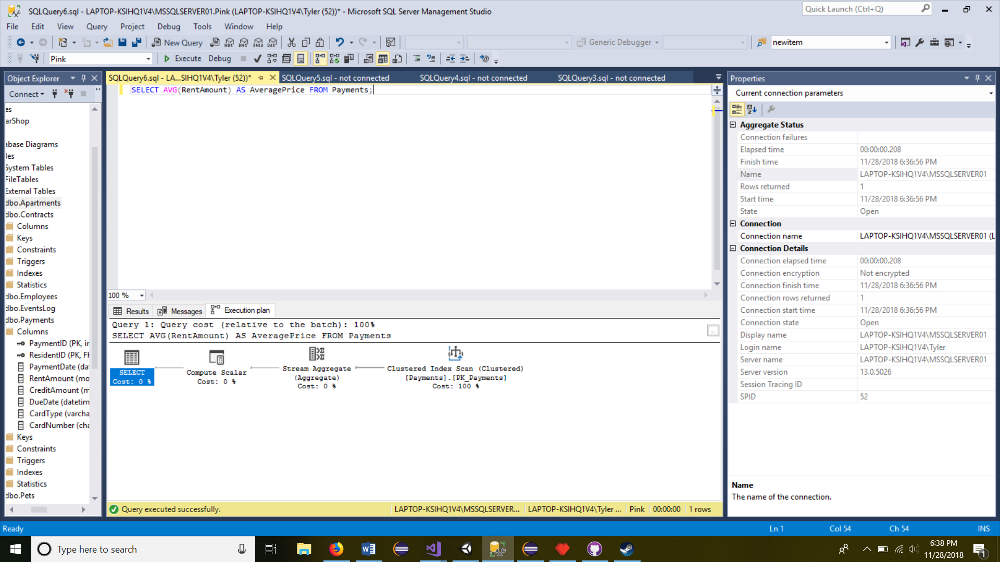 SQLQuery6.sql - LAPTOP-KSIHQ1V4\MSSQLSERVER01.Pink (LAPTOP-KSIHQ1V4\Tyler (52))* - Microsoft SQL Server Management Studio
Quick Launch (Ctrl+Q)
File Edit View Query Project Debug Tools Window Help
New Query MDX DMX XMLA DAX Generic Debugger newitem
Pink Execute Debug
Object Explorer
SQLQuery6.sql - LA...SIHQ1V4\Tyler (52))* SQLQuery5.sql - not connected SQLQuery4.sql - not connected SQLQuery3.sql - not connected
Properties
Connect
SELECT AVG(RentAmount) AS AveragePrice FROM Payments;
Current connection parameters
es
arShop
abase Diagrams
les
System Tables
FileTables
External Tables
dbo.Apartments
dbo.Contracts
Columns
Keys
Constraints
Triggers
Indexes
Statistics
dbo.Employees
dbo.EventsLog
dbo.Payments
Columns
PaymentID (PK, in
ResidentID (PK, FK
PaymentDate (da
RentAmount (mo
CreditAmount (m
DueDate (datetim
CardType (varcha
CardNumber (cha
Keys
Constraints
Triggers
Indexes
Statistics
dbo.Pets
100 %
Results Messages Execution plan
Query 1: Query cost (relative to the batch): 100%
SELECT AVG(RentAmount) AS AveragePrice FROM Payments
...
SELECT
Cost: 0 %
Compute Scalar
Cost: 0 %
Stream Aggregate
(Aggregate)
Cost: 0 %
Clustered Index Scan (Clustered)
[Payments].[PK_Payments]
Cost: 100 %
Query executed successfully. LAPTOP-KSIHQ1V4\MSSQLSERVER... LAPTOP-KSIHQ1V4\Tyler ... Pink 00:00:00 1 rows
Aggregate Status
Connection failures
Elapsed time 00:00:00.208
Finish time 11/28/2018 6:36:56 PM
Name LAPTOP-KSIHQ1V4\MSSQLSERVER01
Rows returned 1
Start time 11/28/2018 6:36:56 PM
State Open
Connection
Connection name LAPTOP-KSIHQ1V4\MSSQLSERVER01 (L
Connection Details
Connection elapsed time 00:00:00.208
Connection encryption Not encrypted
Connection finish time 11/28/2018 6:36:56 PM
Connection rows returned 1
Connection start time 11/28/2018 6:36:56 PM
Connection state Open
Display name LAPTOP-KSIHQ1V4\MSSQLSERVER01
Login name LAPTOP-KSIHQ1V4\Tyler
Server name LAPTOP-KSIHQ1V4\MSSQLSERVER01
Server version 13.0.5026
Session Tracing ID
SPID 52
Name
The name of the connection.
Ready Ln 1 Col 54 Ch 54 INS
Type here to search
6:38 PM
11/28/2018
1